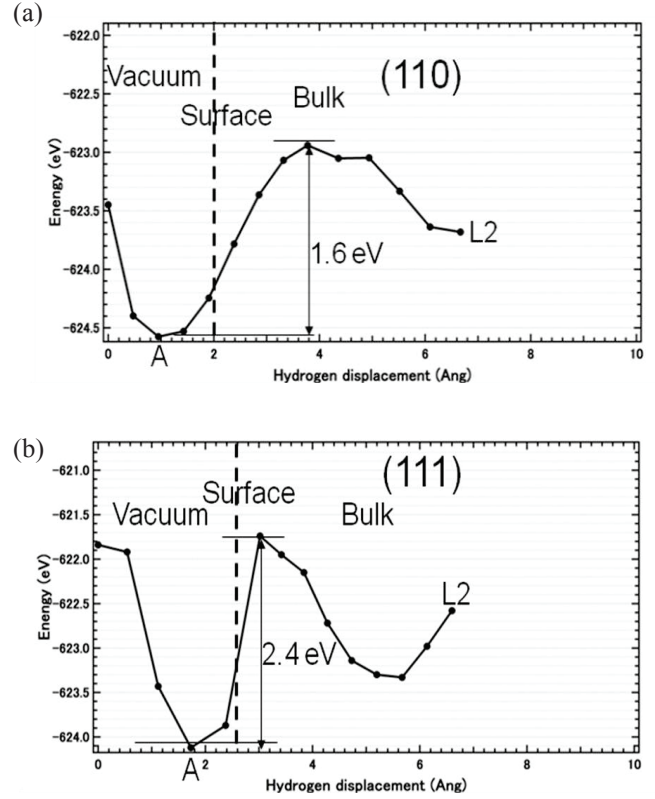 (a)
-622.0
-622.5
-623.0
-623.5
-624.0
-624.5
Enengy (eV)
Vacuum
Surface
Bulk
(110)
1.6 eV
L2
A
0 2 4 6 8 10
Hydrogen displacement (Ang)
(b)
-621.0
-621.5
-622.0
-622.5
-623.0
-623.5
-624.0
Energy (eV)
Surface
Vacuum
Bulk
(111)
2.4 eV
L2
A
0 2 4 6 8 10
Hydrogen displacement (Ang)